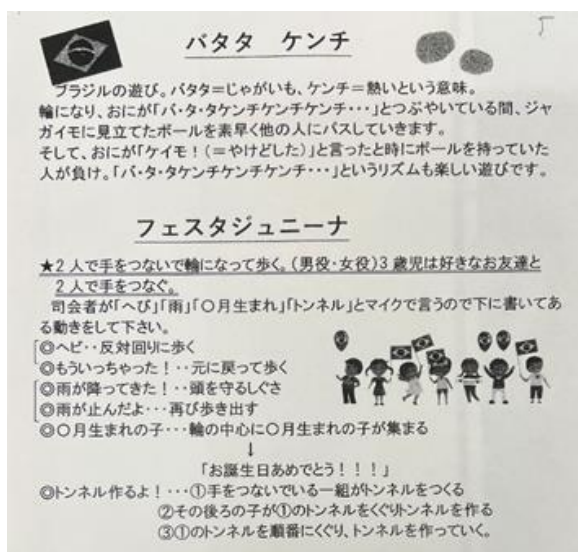 バタタ ケンチ
ブラジルの遊び。バタタ=じゃがいも、ケンチ=熱いという意味。
輪になり、おにが「バ・タ・タケンチケンチケンチ・・・」とつぶやいている間、ジャ
ガイモに見立てたボールを素早く他の人にパスしていきます。
そして、おにが「ケイモ!(=やけどした)」と言ったと時にボールを持っていた
人が負け。「バ・タ・タケンチケンチケンチ・・・」というリズムも楽しい遊びです。
フェスタジュニーナ
★2人で手をつないで輪になって歩く。(男役・女役)3歳児は好きなお友達と
2人で手をつなぐ。
司会者が「へび」「雨」「〇月生まれ」「トンネル」とマイクで言うので下に書いてあ
る動きをして下さい。
◎ヘビ・・反対回りに歩く
◎もういっちゃった!・・元に戻って歩く
◎雨が降ってきた!・・頭を守るしぐさ
◎雨が止んだよ・・・再び歩き出す
◎〇月生まれの子・・・輪の中心に〇月生まれの子が集まる
↓
「お誕生日あめでとう!!!」
◎トンネル作るよ!・・・①手をつないでいる一組がトンネルをつくる
②その後ろの子が①のトンネルをくぐりトンネルを作る
③①のトンネルを順番にくぐり、トンネルを作っていく。